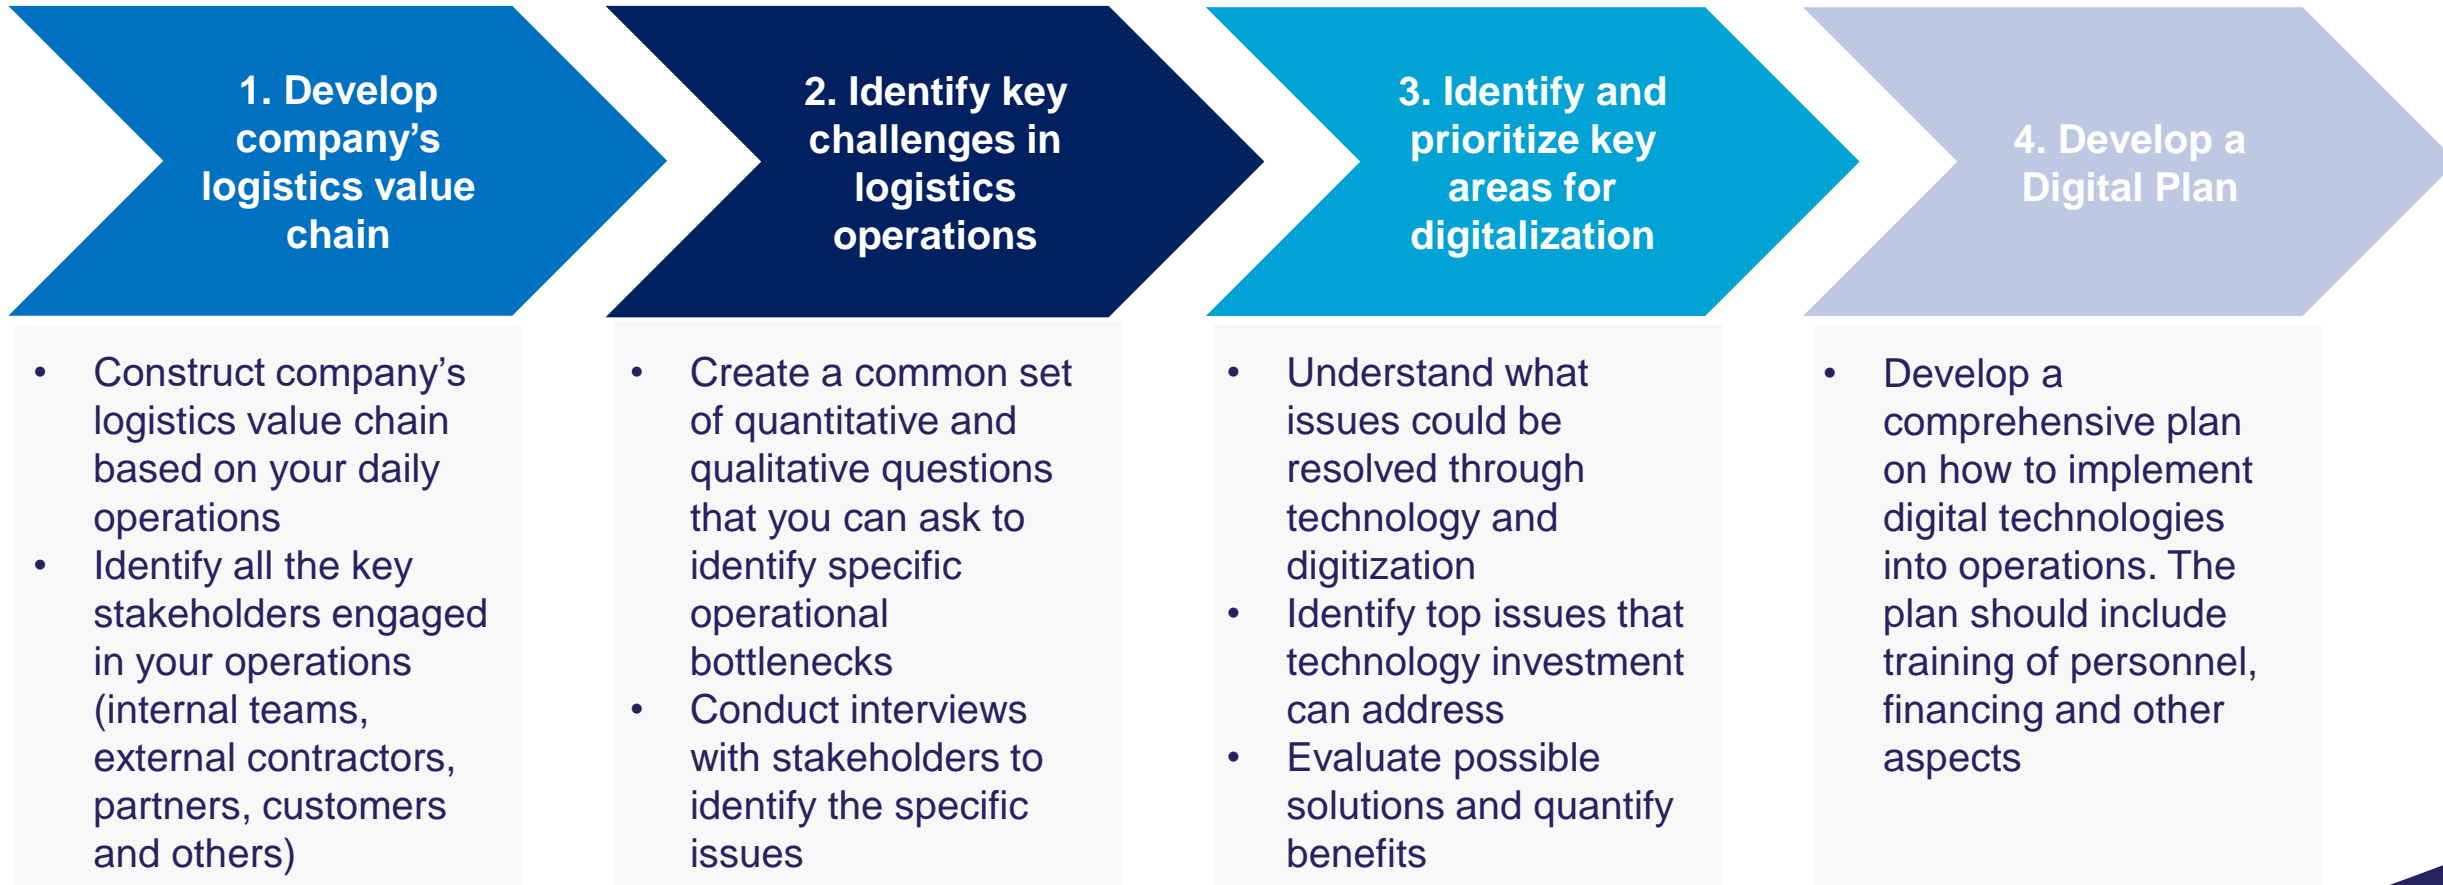 1. Develop
company’s
logistics value
chain
• Construct company’s
logistics value chain
based on your daily
operations
• Identify all the key
stakeholders engaged
in your operations
(internal teams,
external contractors,
partners, customers
and others)
2. Identify key
challenges in
logistics
operations
• Create a common set
of quantitative and
qualitative questions
that you can ask to
identify specific
operational
bottlenecks
• Conduct interviews
with stakeholders to
identify the specific
issues
3. Identify and
prioritize key
areas for
digitalization
• Understand what
issues could be
resolved through
technology and
digitization
• Identify top issues that
technology investment
can address
• Evaluate possible
solutions and quantify
benefits
4. Develop a
Digital Plan
• Develop a
comprehensive plan
on how to implement
digital technologies
into operations. The
plan should include
training of personnel,
financing and other
aspects